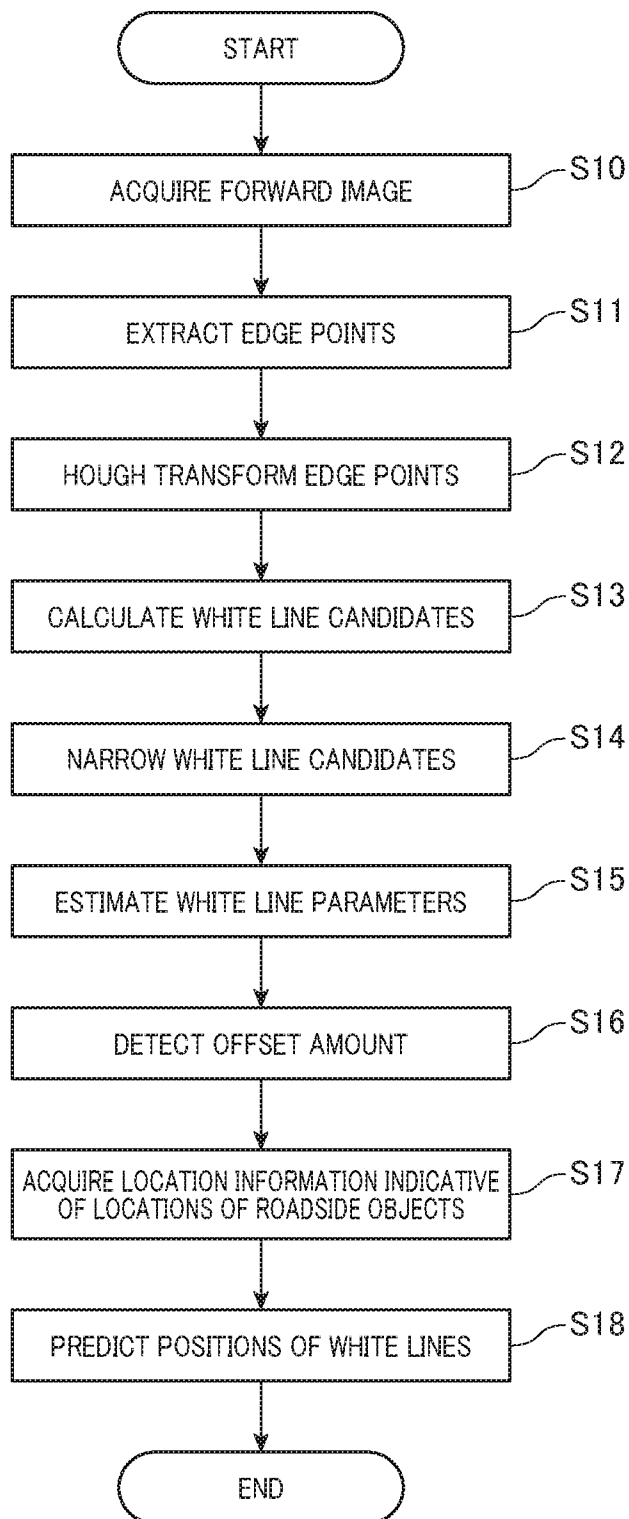 START
ACQUIRE FORWARD IMAGE
S10
EXTRACT EDGE POINTS
S11
HOUGH TRANSFORM EDGE POINTS
S12
CALCULATE WHITE LINE CANDIDATES
S13
NARROW WHITE LINE CANDIDATES
S14
ESTIMATE WHITE LINE PARAMETERS
S15
DETECT OFFSET AMOUNT
S16
ACQUIRE LOCATION INFORMATION INDICATIVE
OF LOCATIONS OF ROADSIDE OBJECTS
S17
PREDICT POSITIONS OF WHITE LINES
S18
END